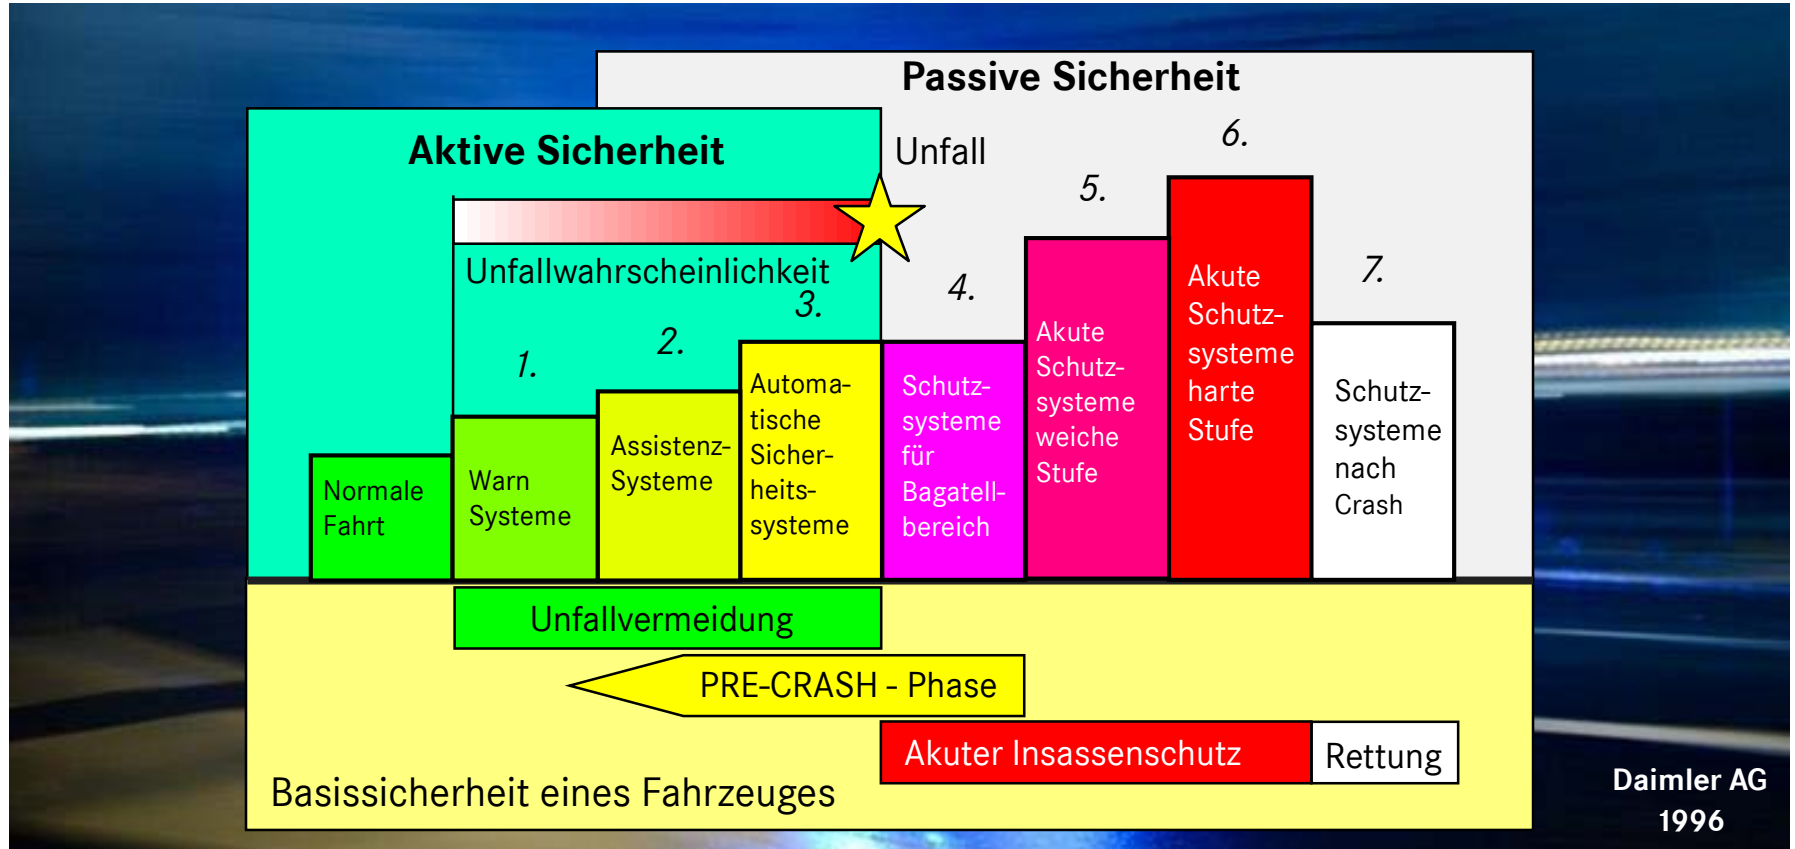 Passive Sicherheit
Aktive Sicherheit
Unfall
Unfallwahrscheinlichkeit
1.
2.
3.
4.
5.
6.
7.
Normale
Fahrt
Warn
Systeme
Assistenz-
Systeme
Automa-
tische
Sicher-
heits-
systeme
Schutz-
systeme
für
Bagatell-
bereich
Akute
Schutz-
systeme
weiche
Stufe
Akute
Schutz-
systeme
harte
Stufe
Schutz-
systeme
nach
Crash
Unfallvermeidung
PRE-CRASH - Phase
Akuter Insassenschutz
Rettung
Basissicherheit eines Fahrzeuges
Daimler AG
1996